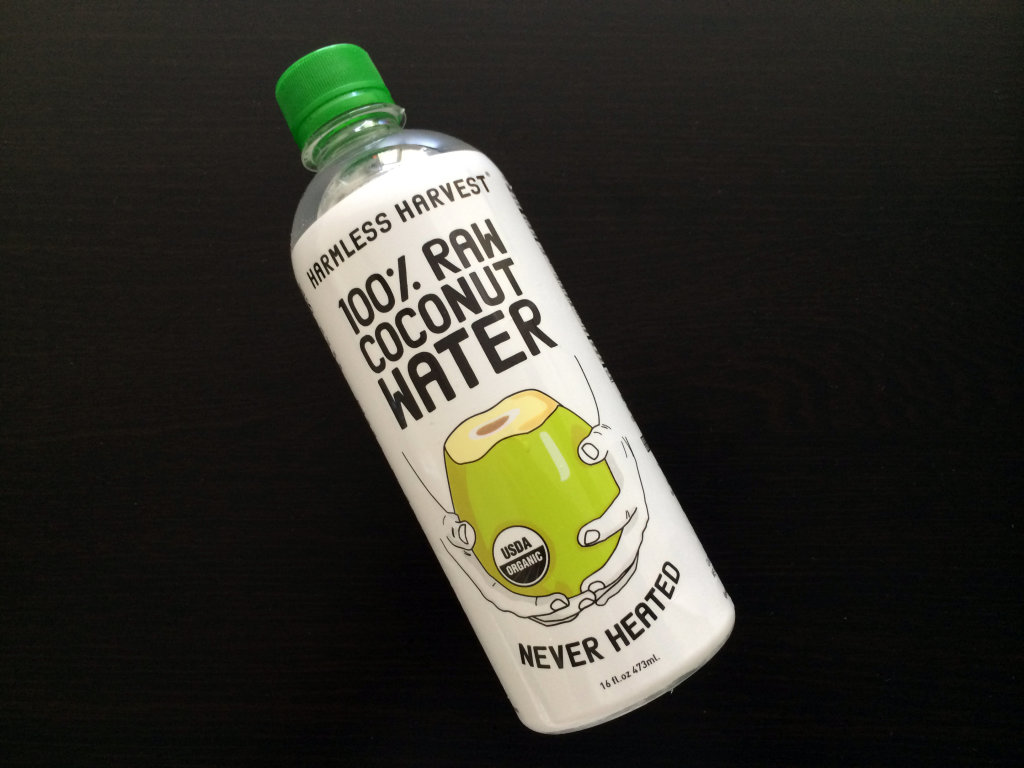 HARMLESS HARVEST®
100% RAW
COCONUT
WATER
USDA
ORGANIC
NEVER HEATED
16 fl.oz 473ml.